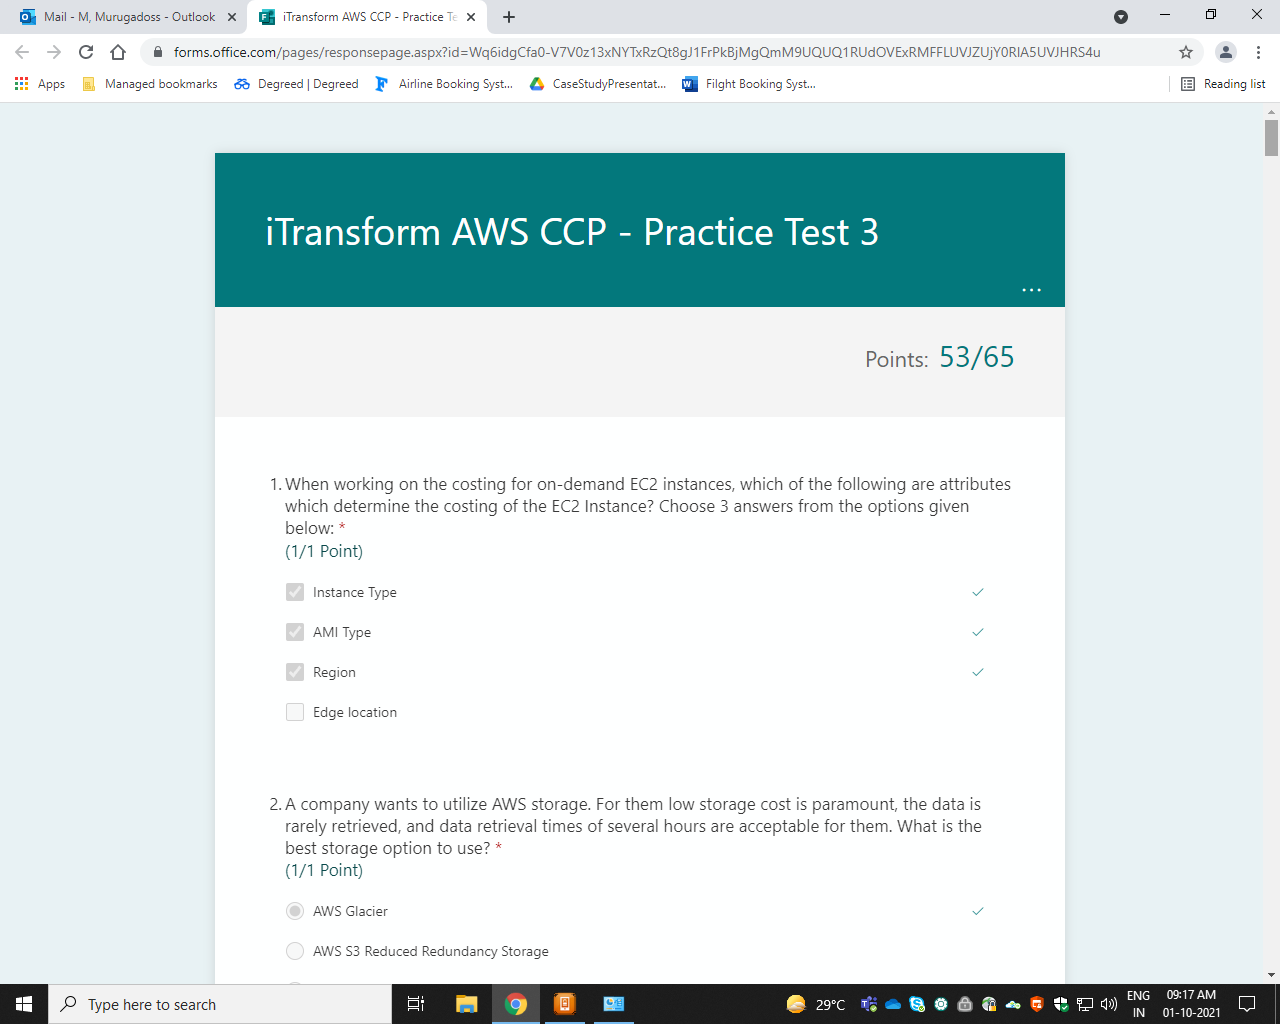 Mail - M, Murugadoss - Outlook
iTransform AWS CCP - Practice Te
forms.office.com/pages/responsepage.aspx?id=Wq6idgCfa0-V7V0z13xNYTxRzQt8gJ1FrPkBjMgQmM9UQUQ1RUdOVExRMFFLUVJZUjY0RlA5UVJHRS4u
Apps Managed bookmarks Degreed | Degreed Airline Booking Syst... CaseStudyPresentat... Filght Booking Syst... Reading list
iTransform AWS CCP - Practice Test 3
...
Points: 53/65
1. When working on the costing for on-demand EC2 instances, which of the following are attributes
which determine the costing of the EC2 Instance? Choose 3 answers from the options given
below: *
(1/1 Point)
Instance Type
AMI Type
Region
Edge location
2. A company wants to utilize AWS storage. For them low storage cost is paramount, the data is
rarely retrieved, and data retrieval times of several hours are acceptable for them. What is the
best storage option to use? *
(1/1 Point)
AWS Glacier
AWS S3 Reduced Redundancy Storage
Type here to search
29°C
ENG
IN
09:17 AM
01-10-2021